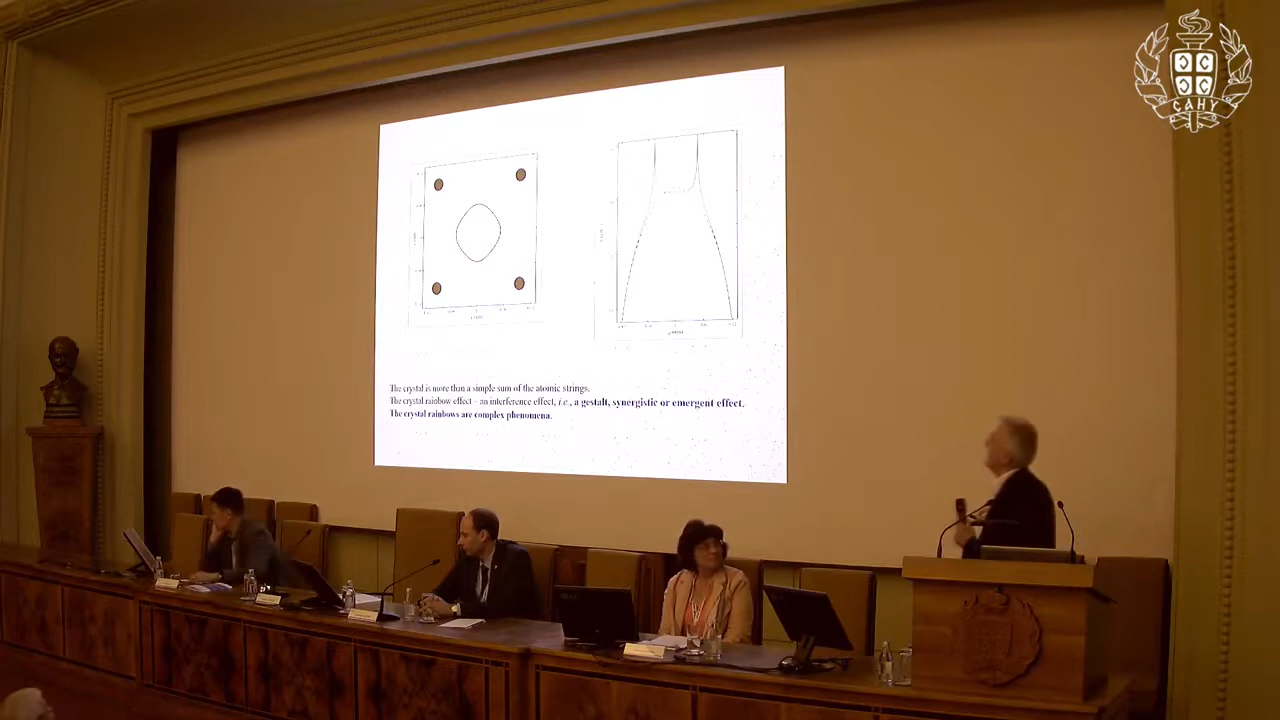 САНУ
The crystal is more than a simple sum of the atomic strings.
The crystal rainbow effect – an interference effect, i.e., a gestalt, synergistic or emergent effect.
The crystal rainbows are complex phenomena.